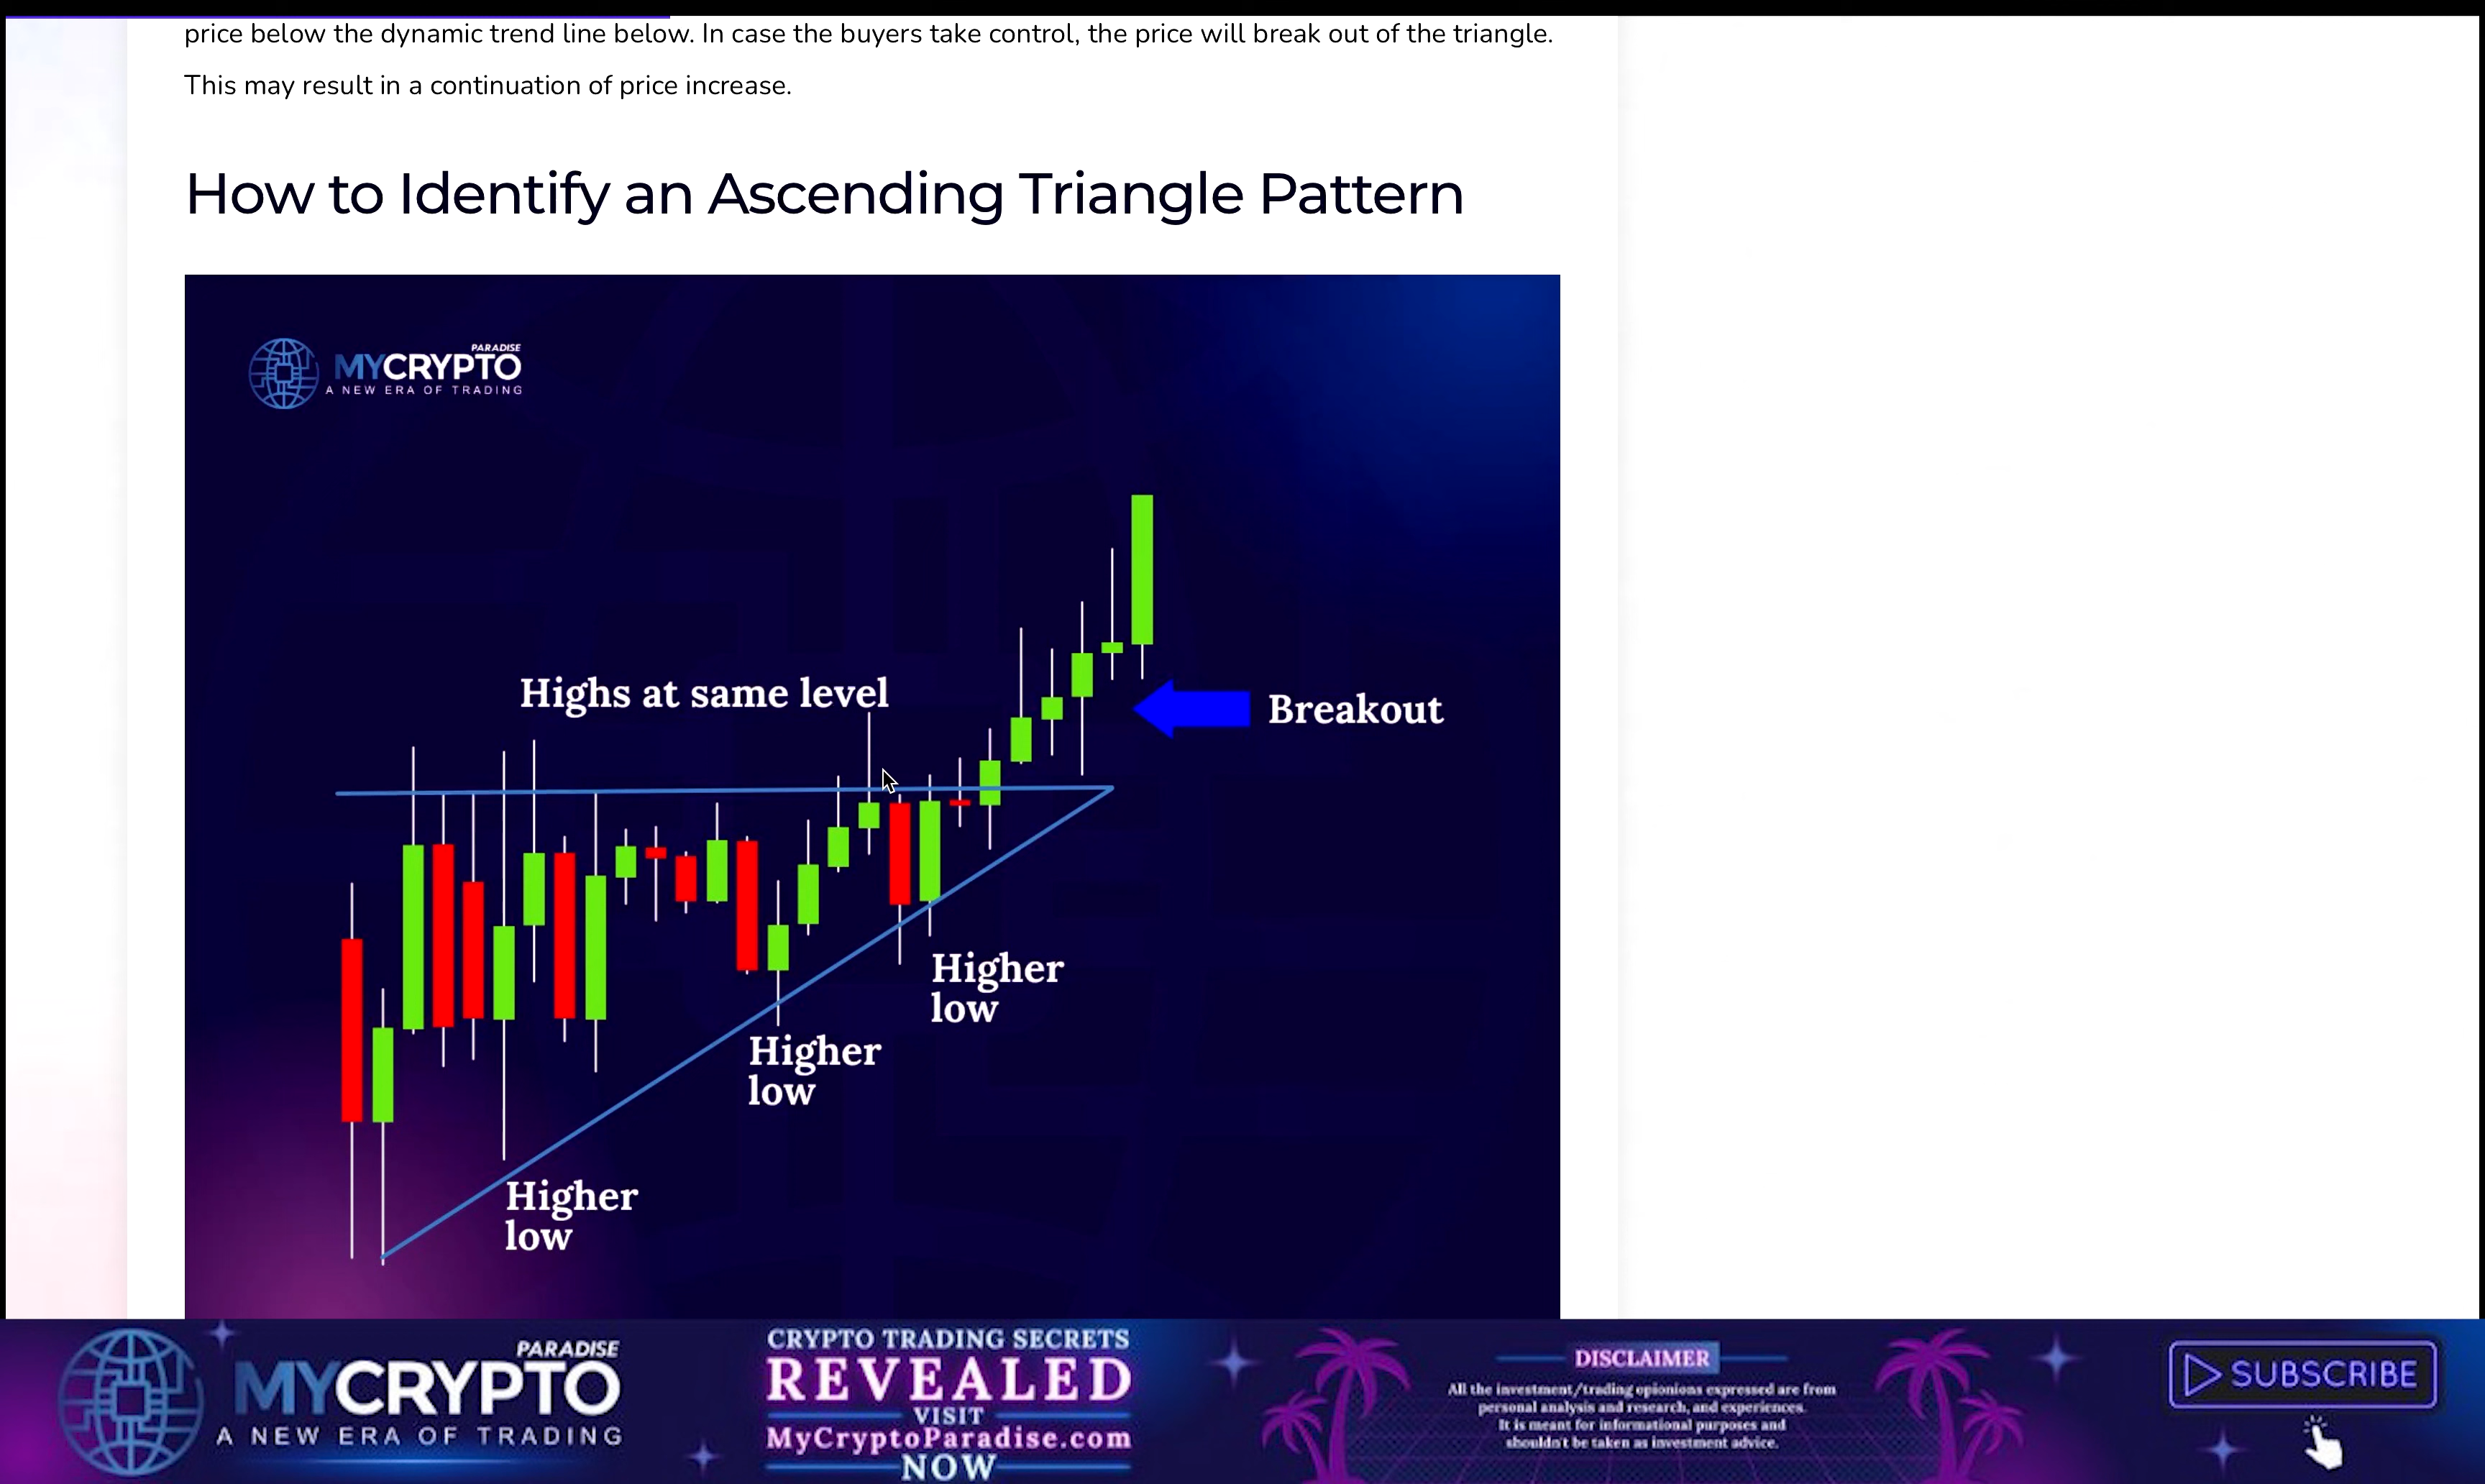 price below the dynamic trend line below. In case the buyers take control, the price will break out of the triangle.
This may result in a continuation of price increase.
How to Identify an Ascending Triangle Pattern
PARADISE
MYCRYPTO
A NEW ERA OF TRADING
Highs at same level
Breakout
Higher
low
Higher
low
Higher
low
PARADISE
MYCRYPTO
A NEW ERA OF TRADING
CRYPTO TRADING SECRETS
REVEALED
VISIT
MyCryptoParadise.com
NOW
DISCLAIMER
All the investment/trading opionions expressed are from
personal analysis and research, and experiences.
It is meant for informational purposes and
shouldn't be taken as investment advice.
SUBSCRIBE